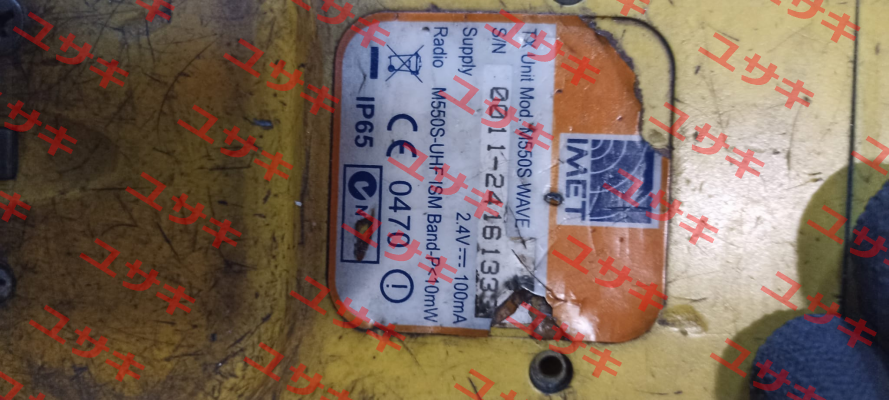 IMET
TX Unit Mod. M550S WAVE
S/N 0011-2416133
Supply 2.4V 100mA
Radio M550S-UHF ISM Band-P<10mW
CE 0470
IP65
ユサキ